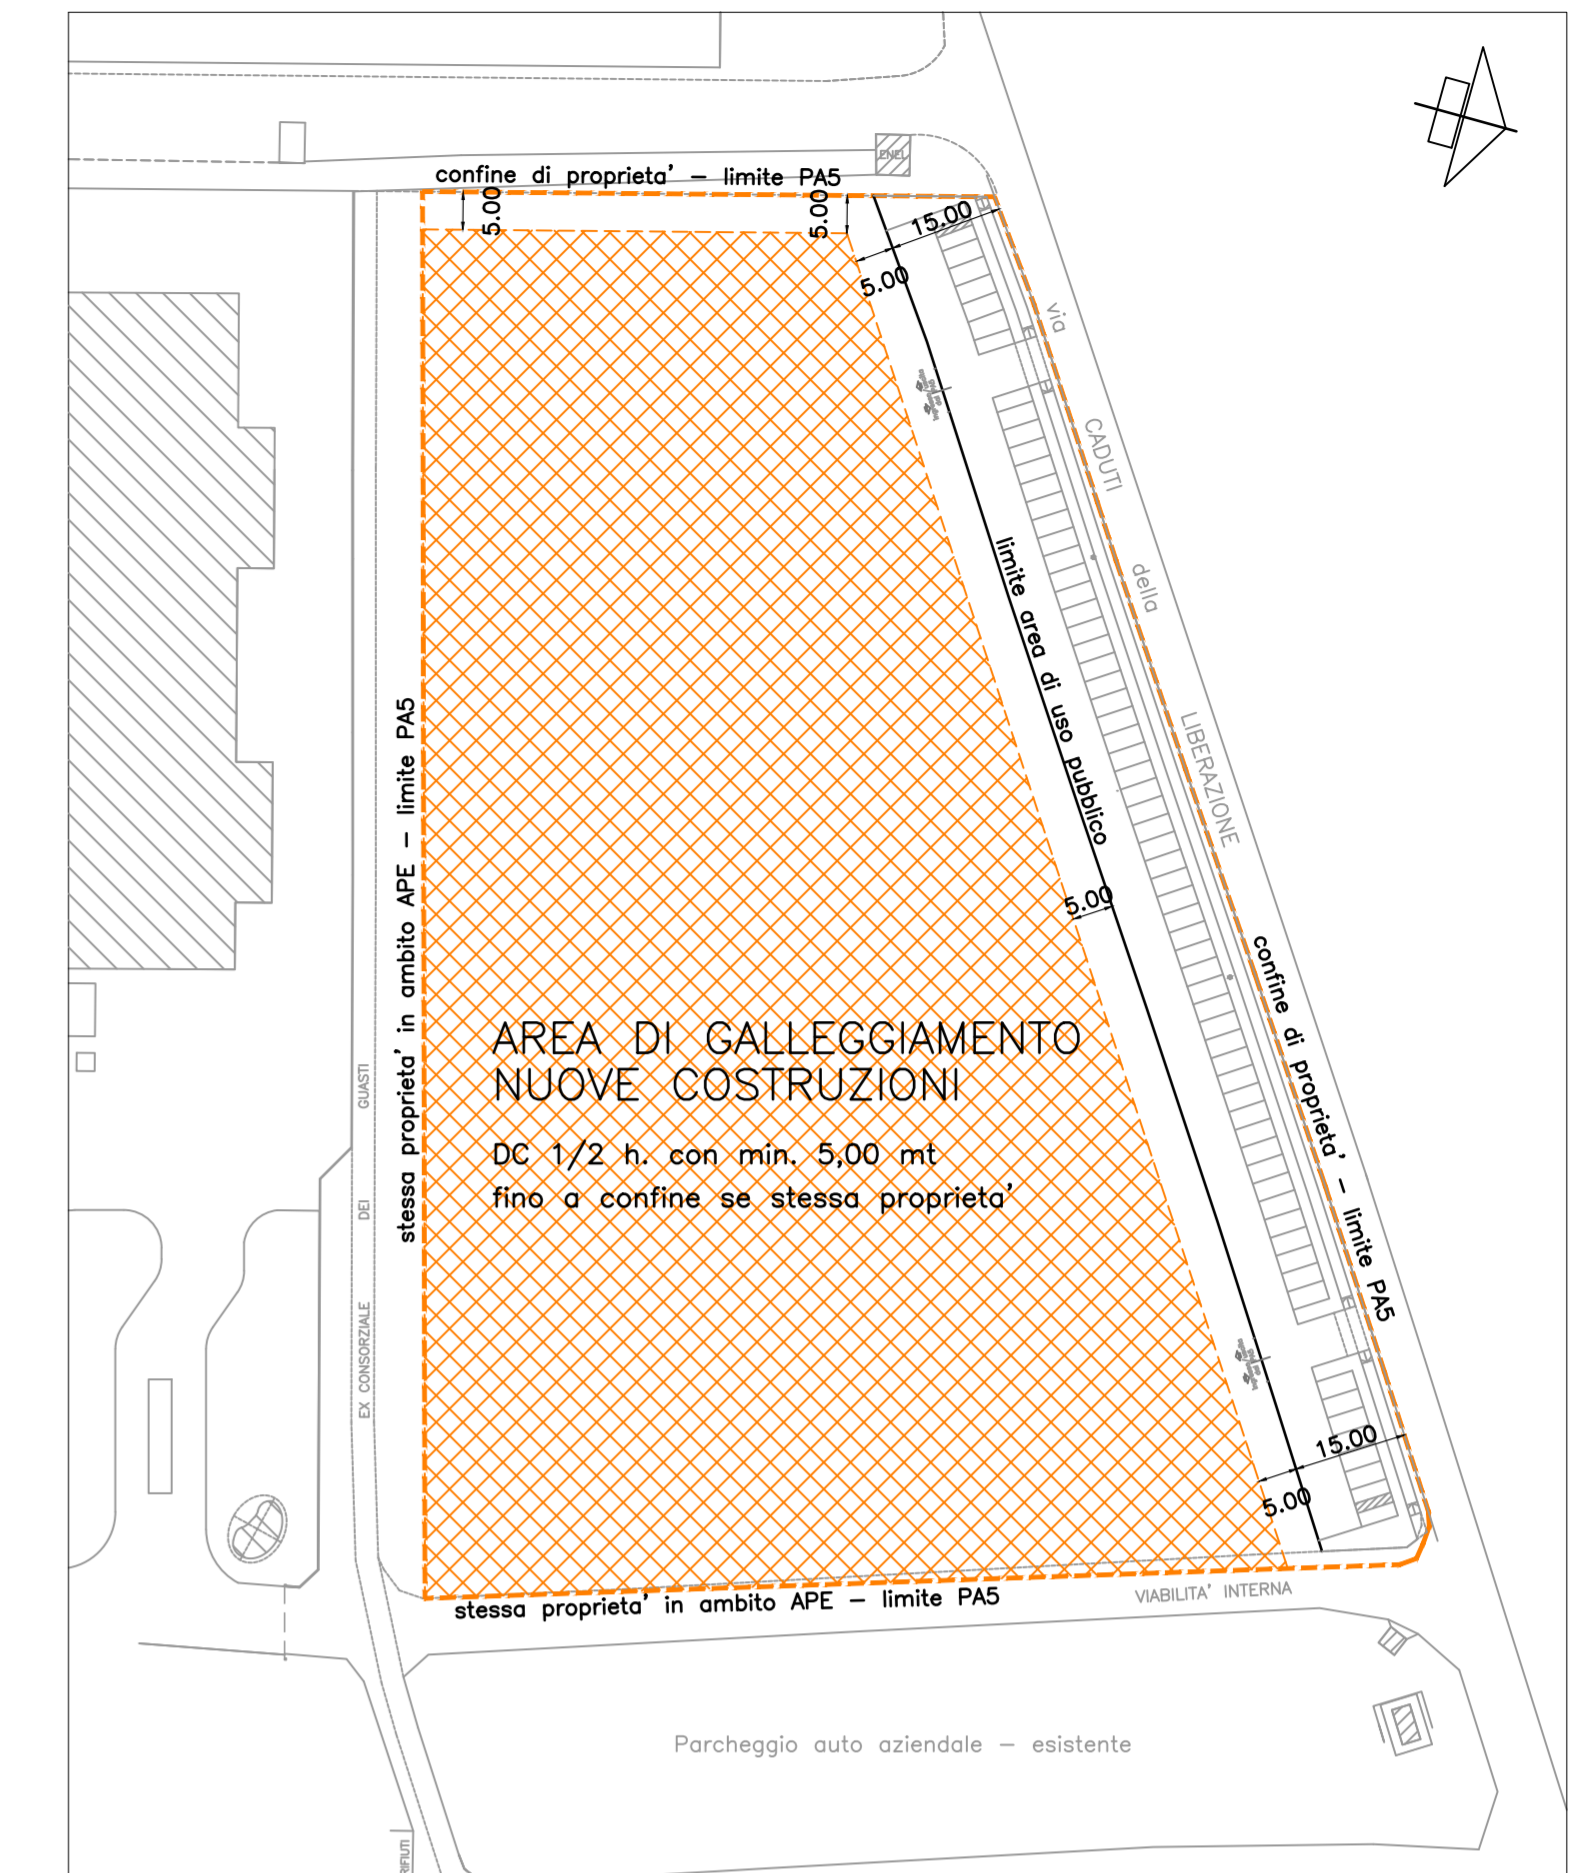 ENEL
confine di proprieta' – limite PA5
5.00
5.00
15.00
5.00
via
CADUTI
della
LIBERAZIONE
limite area di uso pubblico
stessa proprieta' in ambito APE – limite PA5
5.00
confine di proprieta' – limite PA5
AREA DI GALLEGGIAMENTO
NUOVE COSTRUZIONI
DC 1/2 h. con min. 5,00 mt
fino a confine se stessa proprieta'
EX CONSORZIALE DEI GUASTI
15.00
5.00
stessa proprieta' in ambito APE – limite PA5
VIABILITA' INTERNA
Parcheggio auto aziendale – esistente
RIFIUTI